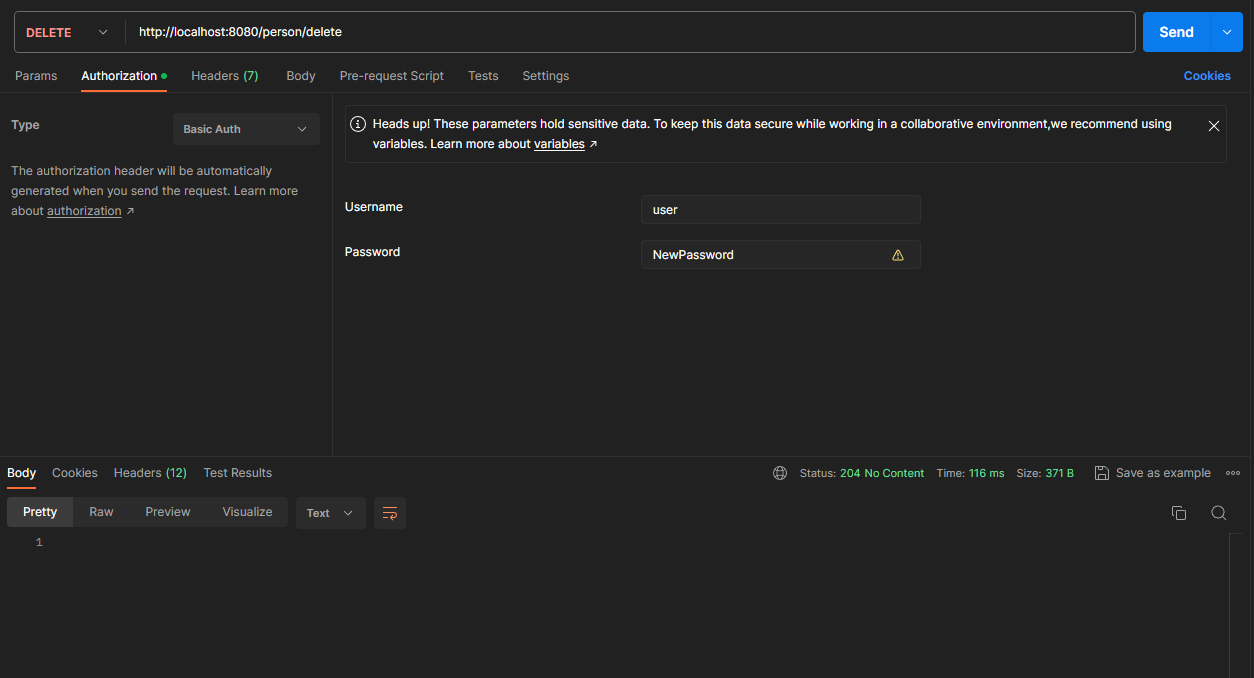 DELETE http://localhost:8080/person/delete Send
Params Authorization Headers (7) Body Pre-request Script Tests Settings Cookies
Type Basic Auth
The authorization header will be automatically
generated when you send the request. Learn more
about authorization ↗
Heads up! These parameters hold sensitive data. To keep this data secure while working in a collaborative environment,we recommend using
variables. Learn more about variables ↗
Username user
Password NewPassword
Body Cookies Headers (12) Test Results Status: 204 No Content Time: 116 ms Size: 371 B Save as example
Pretty Raw Preview Visualize Text
1